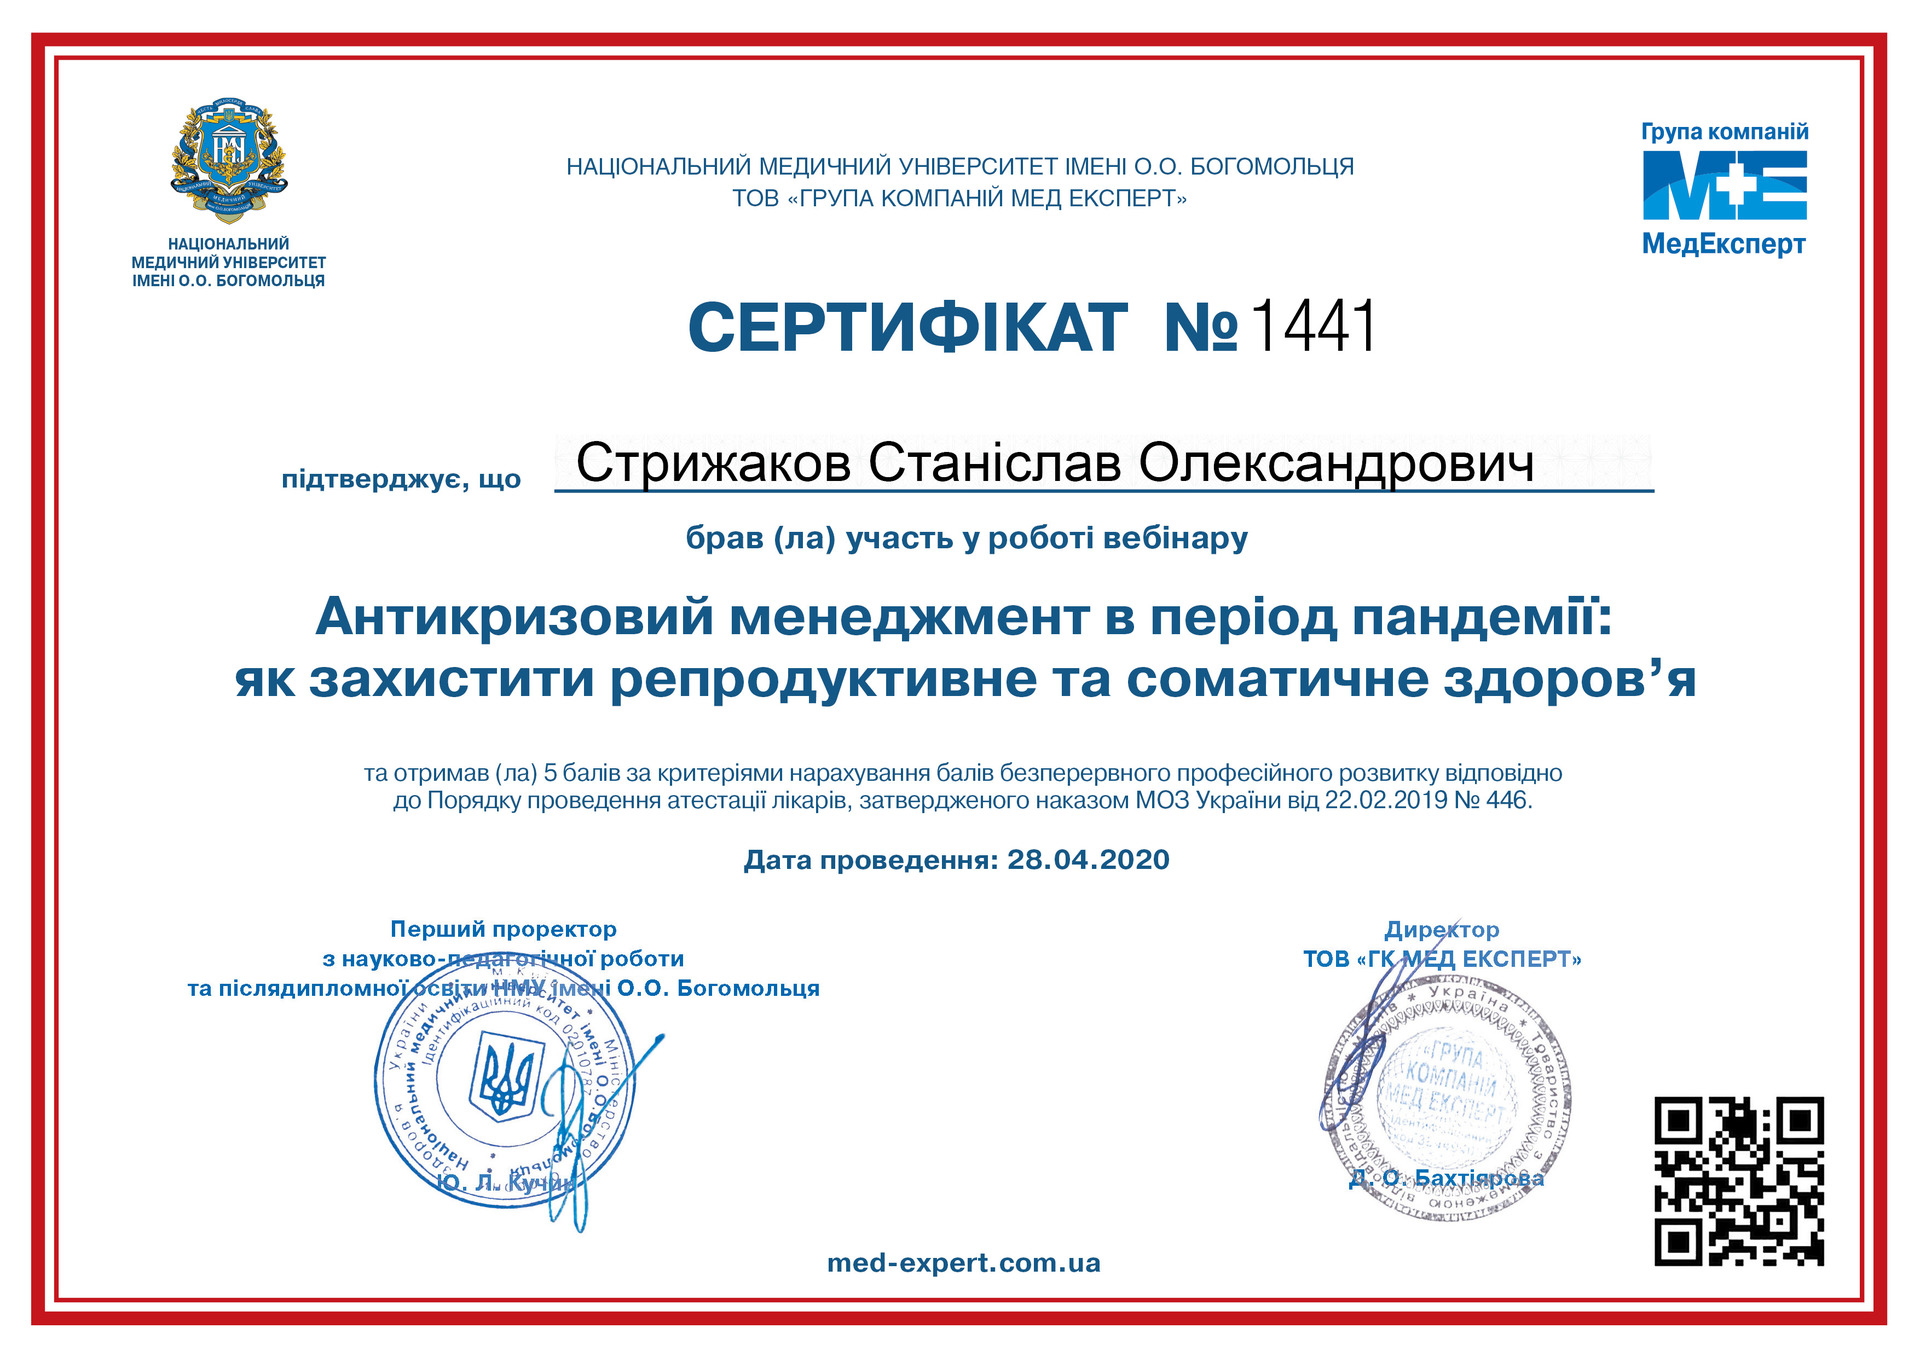 НАЦІОНАЛЬНИЙ
МЕДИЧНИЙ УНІВЕРСИТЕТ
ІМЕНІ О.О. БОГОМОЛЬЦЯ
НАЦІОНАЛЬНИЙ МЕДИЧНИЙ УНІВЕРСИТЕТ ІМЕНІ О.О. БОГОМОЛЬЦЯ
ТОВ «ГРУПА КОМПАНІЙ МЕД ЕКСПЕРТ»
Група компаній
МЕ
МедЕксперт
СЕРТИФІКАТ № 1441
підтверджує, що Стрижаков Станіслав Олександрович
брав (ла) участь у роботі вебінару
Антикризовий менеджмент в період пандемії:
як захистити репродуктивне та соматичне здоров’я
та отримав (ла) 5 балів за критеріями нарахування балів безперервного професійного розвитку відповідно
до Порядку проведення атестації лікарів, затвердженого наказом МОЗ України від 22.02.2019 № 446.
Дата проведення: 28.04.2020
Перший проректор
з науково-педагогічної роботи
та післядипломної освіти НМУ імені О.О. Богомольця
Міністерство охорони здоров'я України
Національний медичний університет імені О.О.Богомольця
Ідентифікаційний код 02010787
Ю. Л. Кучин
Директор
ТОВ «ГК МЕД ЕКСПЕРТ»
Україна * Товариство з обмеженою відповідальністю
«ГРУПА
КОМПАНІЙ
МЕД ЕКСПЕРТ
Д. О. Бахтіярова
med-expert.com.ua